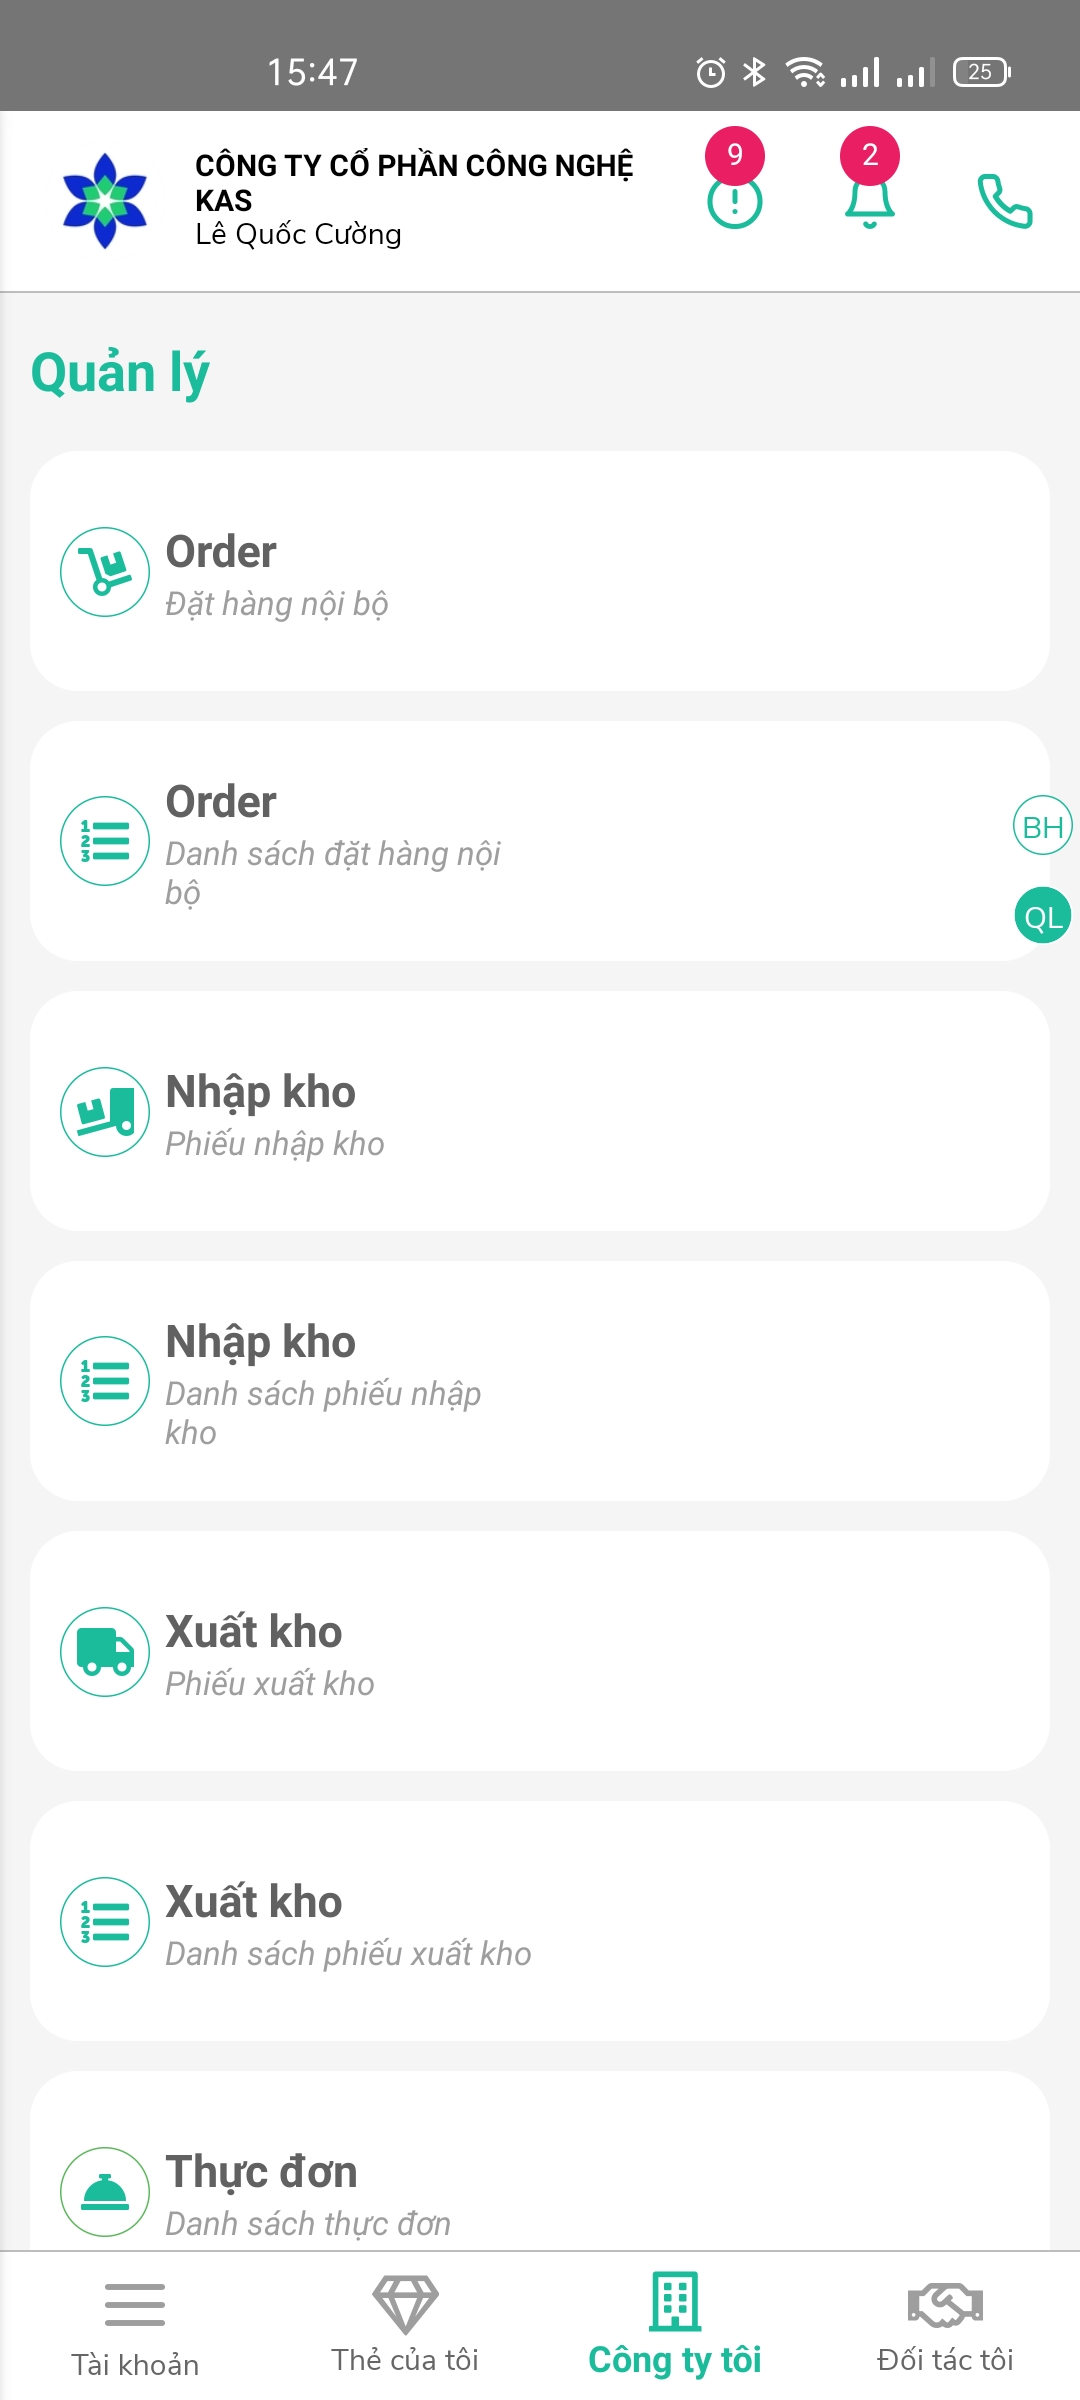 15:47
25
CÔNG TY CỔ PHẦN CÔNG NGHỆ
KAS
Lê Quốc Cường
9
2
Quản lý
Order
Đặt hàng nội bộ
Order
Danh sách đặt hàng nội
bộ
BH
QL
Nhập kho
Phiếu nhập kho
Nhập kho
Danh sách phiếu nhập
kho
Xuất kho
Phiếu xuất kho
Xuất kho
Danh sách phiếu xuất kho
Thực đơn
Danh sách thực đơn
Tài khoản
Thẻ của tôi
Công ty tôi
Đối tác tôi